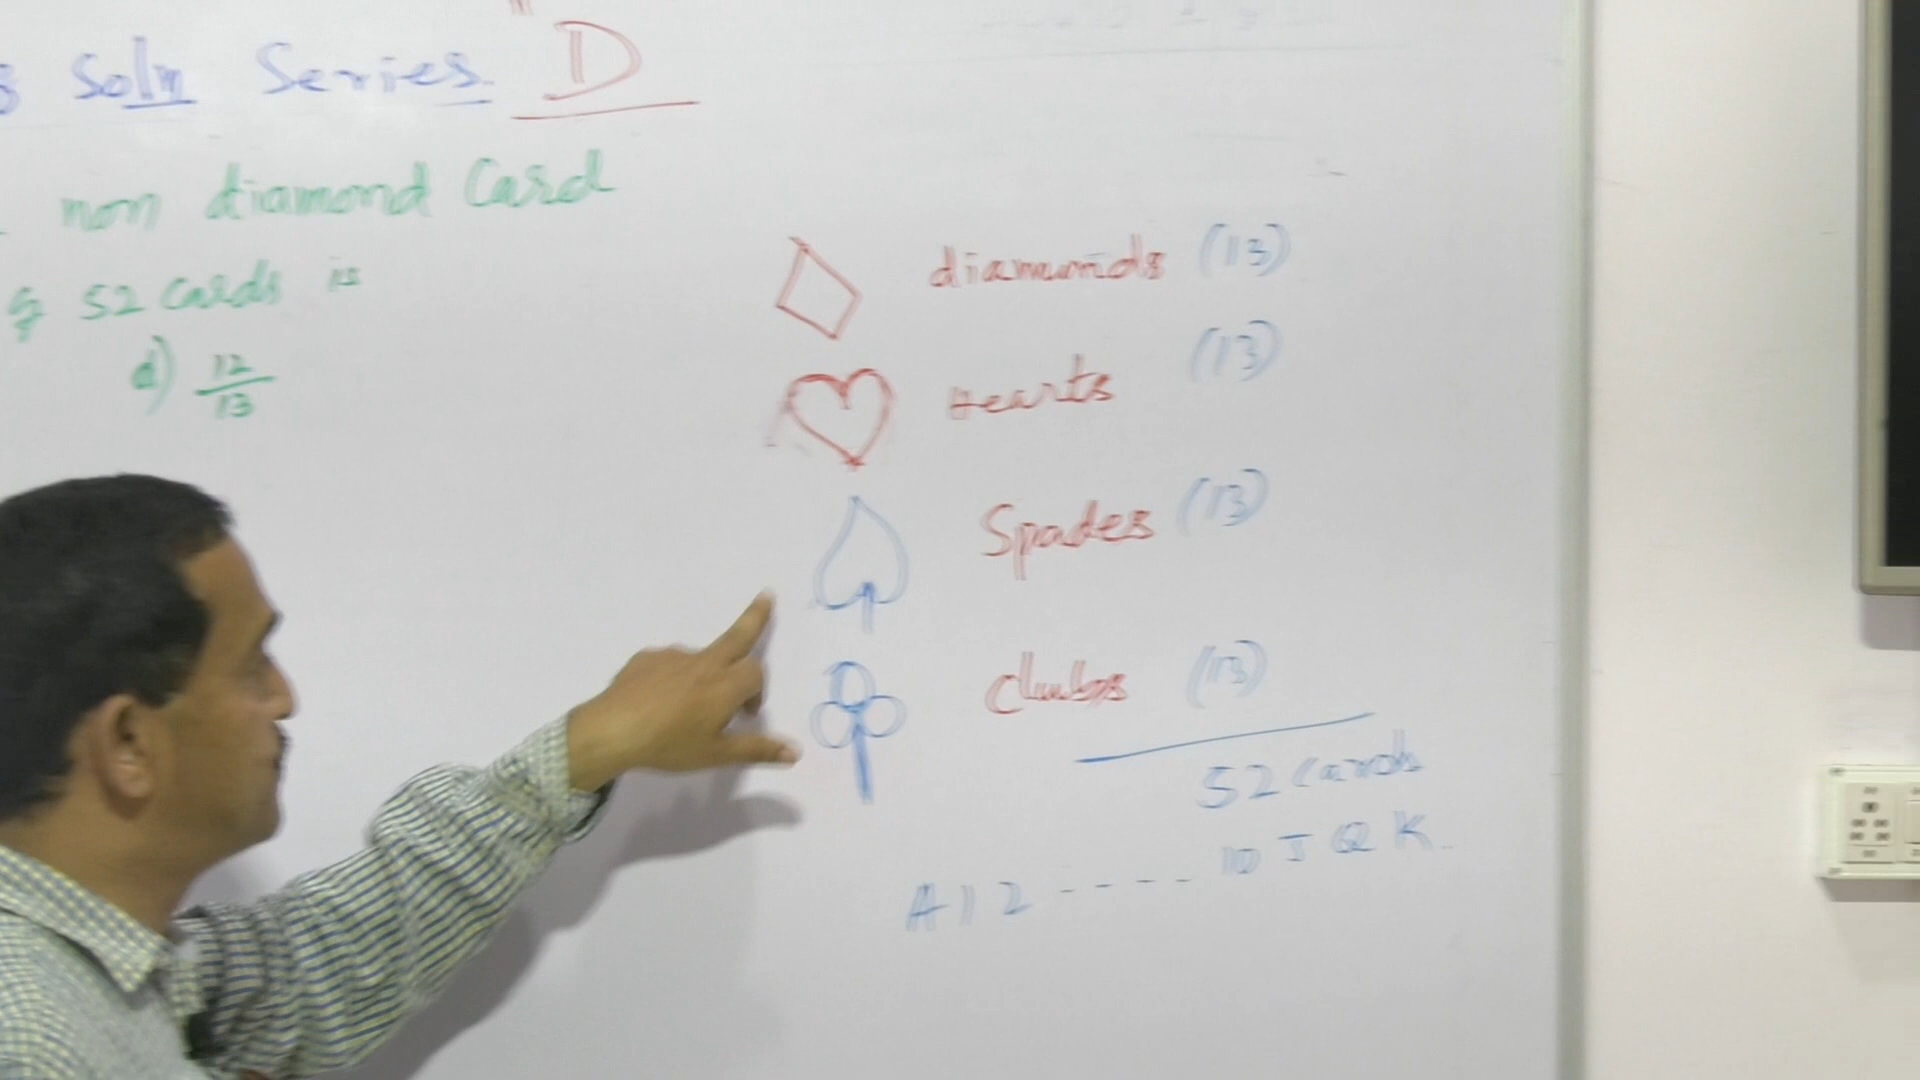 Soln Series "D
non diamond Card
of 52 cards is
d) 12/13
diamonds (13)
Hearts (13)
Spades (13)
Clubs (13)
52 Cards
A 1 2 ---- 10 J Q K